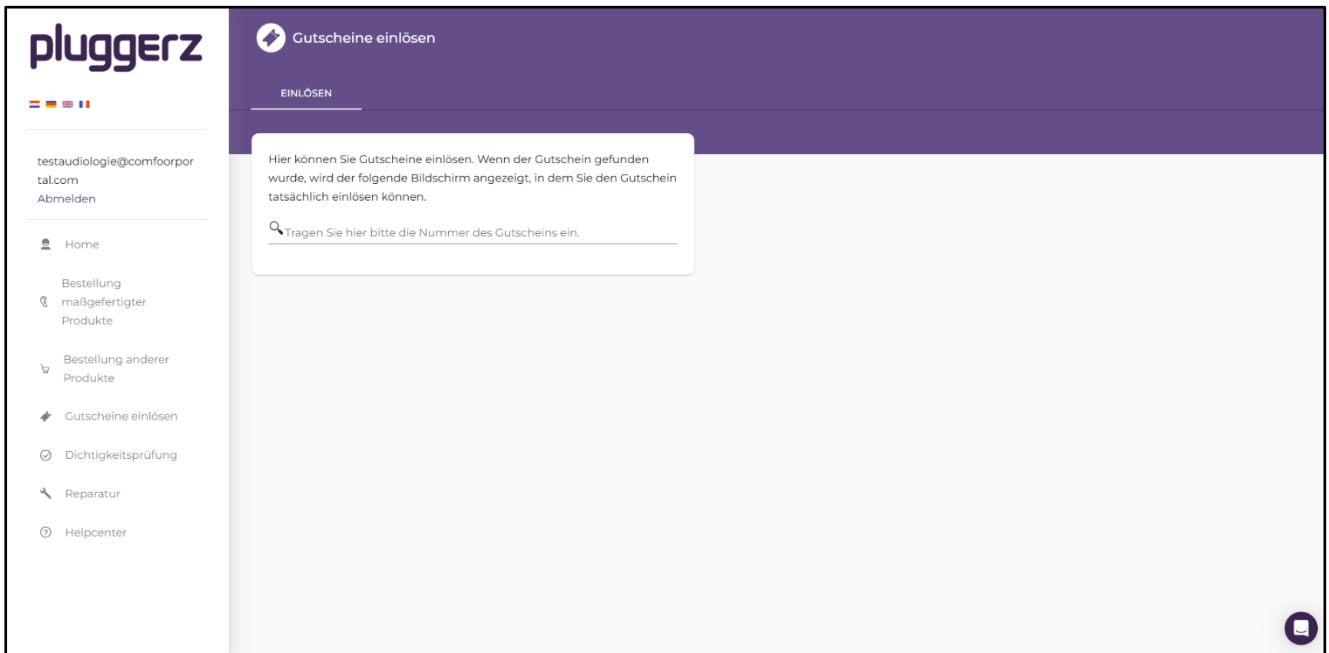 pluggerz
testaudiologie@comfoorpor
tal.com
Abmelden
Home
Bestellung
maßgefertigter
Produkte
Bestellung anderer
Produkte
Gutscheine einlösen
Dichtigkeitsprüfung
Reparatur
Helpcenter
Gutscheine einlösen
EINLÖSEN
Hier können Sie Gutscheine einlösen. Wenn der Gutschein gefunden
wurde, wird der folgende Bildschirm angezeigt, in dem Sie den Gutschein
tatsächlich einlösen können.
Tragen Sie hier bitte die Nummer des Gutscheins ein.